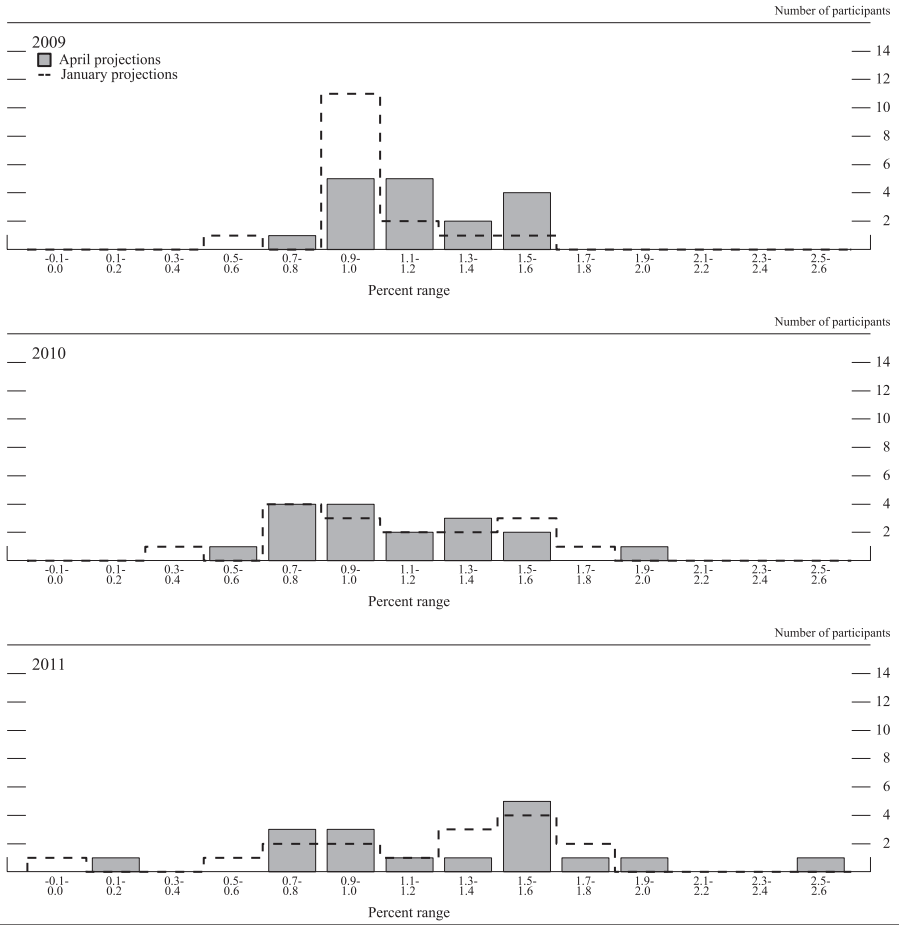 Number of participants
2009
April projections
January projections
14
12
10
8
6
4
2
-0.1- 0.1- 0.3- 0.5- 0.7- 0.9- 1.1- 1.3- 1.5- 1.7- 1.9- 2.1- 2.3- 2.5-
0.0 0.2 0.4 0.6 0.8 1.0 1.2 1.4 1.6 1.8 2.0 2.2 2.4 2.6
Percent range
Number of participants
2010
14
12
10
8
6
4
2
-0.1- 0.1- 0.3- 0.5- 0.7- 0.9- 1.1- 1.3- 1.5- 1.7- 1.9- 2.1- 2.3- 2.5-
0.0 0.2 0.4 0.6 0.8 1.0 1.2 1.4 1.6 1.8 2.0 2.2 2.4 2.6
Percent range
Number of participants
2011
14
12
10
8
6
4
2
-0.1- 0.1- 0.3- 0.5- 0.7- 0.9- 1.1- 1.3- 1.5- 1.7- 1.9- 2.1- 2.3- 2.5-
0.0 0.2 0.4 0.6 0.8 1.0 1.2 1.4 1.6 1.8 2.0 2.2 2.4 2.6
Percent range